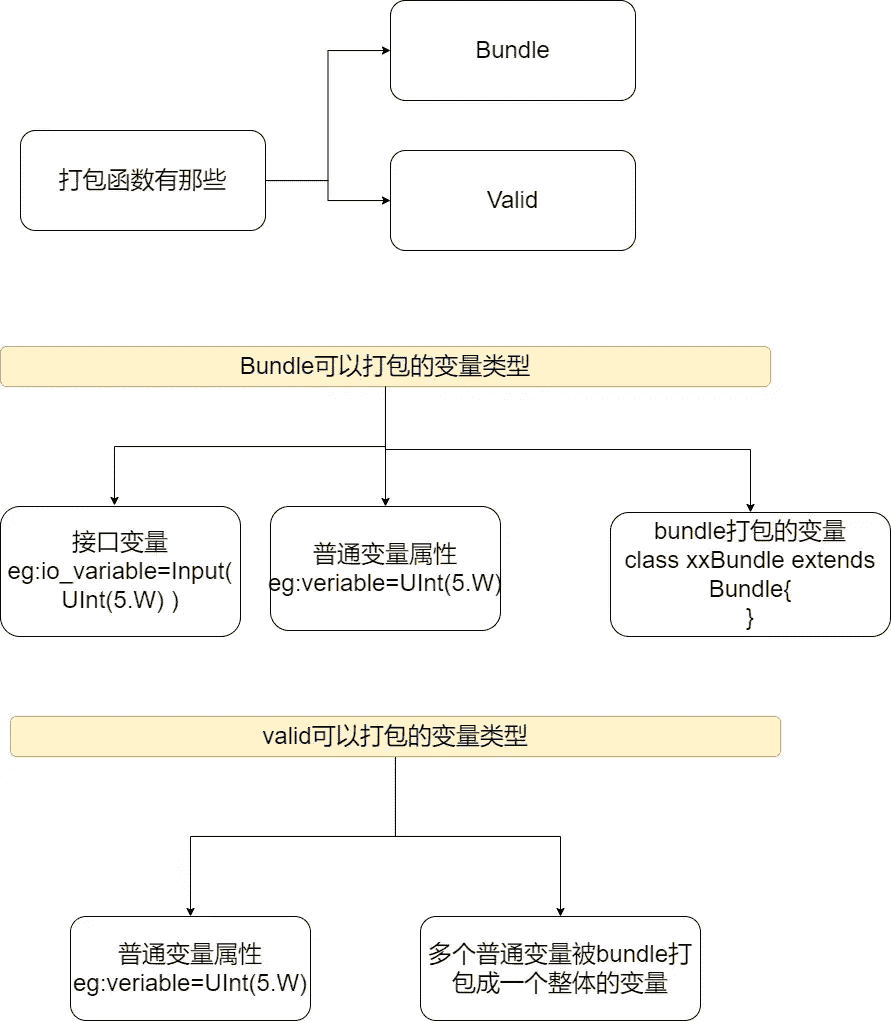 Bundle
打包函数有那些
Valid
Bundle可以打包的变量类型
接口变量
eg:io_variable=Input(
UInt(5.W) )
普通变量属性
eg:veriable=UInt(5.W)
bundle打包的变量
class xxBundle extends
Bundle{
}
valid可以打包的变量类型
普通变量属性
eg:veriable=UInt(5.W)
多个普通变量被bundle打
包成一个整体的变量